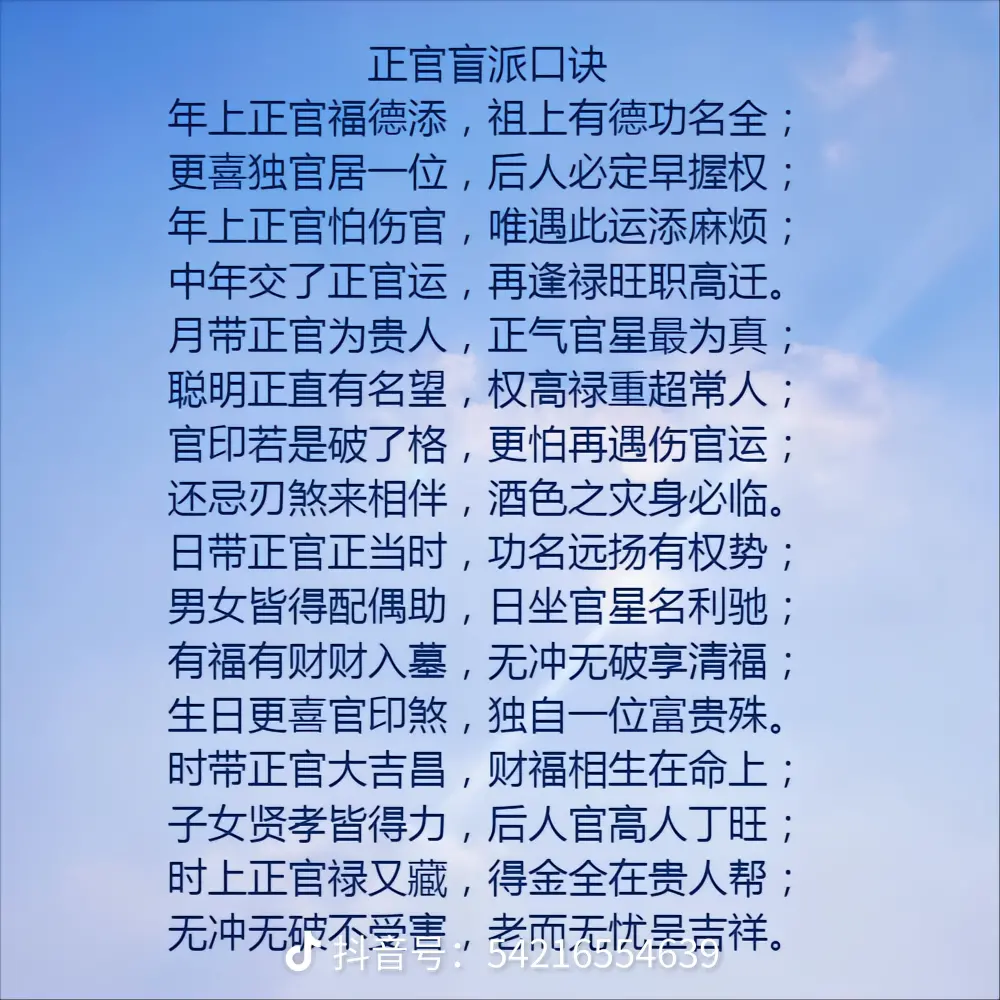 正官盲派口诀
年上正官福德添，祖上有德功名全；
更喜独官居一位，后人必定早握权；
年上正官怕伤官，唯遇此运添麻烦；
中年交了正官运，再逢禄旺职高迁。
月带正官为贵人，正气官星最为真；
聪明正直有名望，权高禄重超常人；
官印若是破了格，更怕再遇伤官运；
还忌刃煞来相伴，酒色之灾身必临。
日带正官正当时，功名远扬有权势；
男女皆得配偶助，日坐官星名利驰；
有福有财财入墓，无冲无破享清福；
生日更喜官印煞，独自一位富贵殊。
时带正官大吉昌，财福相生在命上；
子女贤孝皆得力，后人官高人丁旺；
时上正官禄又藏，得金全在贵人帮；
无冲无破不受害，老而无忧呈吉祥。
抖音号：54216554639